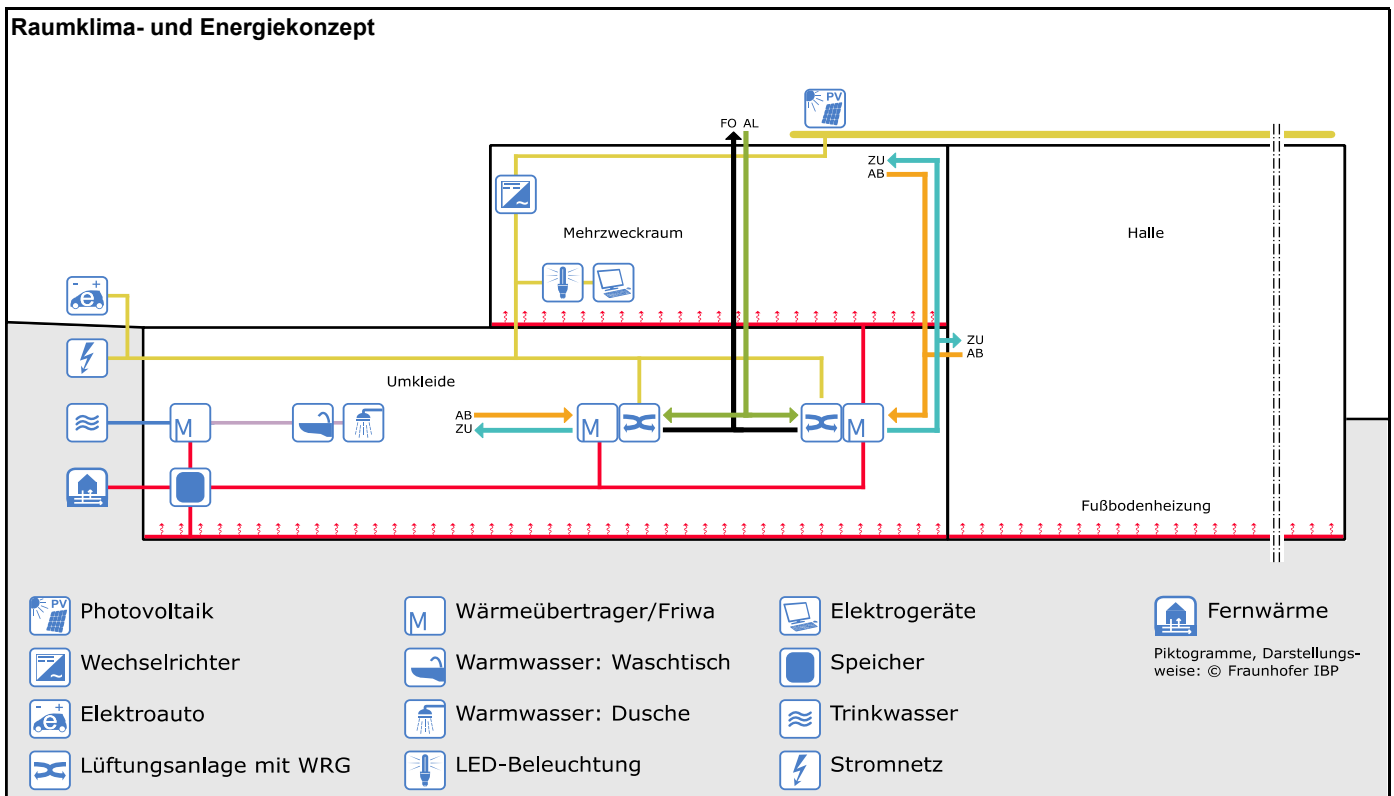 Raumklima- und Energiekonzept
PV
FO AL
ZU
AB
Mehrzweckraum
Halle
- +
e
ZU
AB
Umkleide
AB
ZU
M
M
M
Fußbodenheizung
PV
Photovoltaik
M
Wärmeübertrager/Friwa
Elektrogeräte
Fernwärme
Wechselrichter
Warmwasser: Waschtisch
Speicher
Piktogramme, Darstellungs-
weise: © Fraunhofer IBP
- +
e
Elektroauto
Warmwasser: Dusche
Trinkwasser
Lüftungsanlage mit WRG
LED-Beleuchtung
Stromnetz